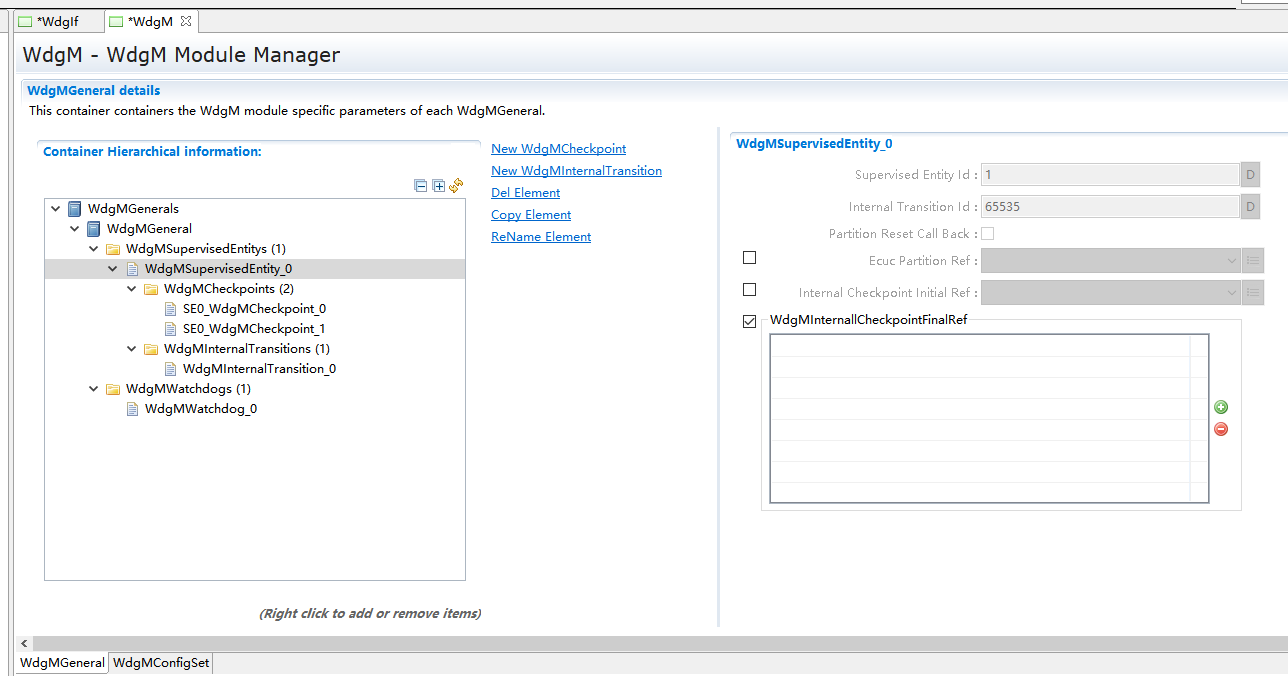 *WdgIf
*WdgM
WdgM - WdgM Module Manager
WdgMGeneral details
This container containers the WdgM module specific parameters of each WdgMGeneral.
Container Hierarchical information:
WdgMGenerals
WdgMGeneral
WdgMSupervisedEntitys (1)
WdgMSupervisedEntity_0
WdgMCheckpoints (2)
SE0_WdgMCheckpoint_0
SE0_WdgMCheckpoint_1
WdgMInternalTransitions (1)
WdgMInternalTransition_0
WdgMWatchdogs (1)
WdgMWatchdog_0
(Right click to add or remove items)
New WdgMCheckpoint
New WdgMInternalTransition
Del Element
Copy Element
ReName Element
WdgMSupervisedEntity_0
Supervised Entity Id : 1 D
Internal Transition Id : 65535 D
Partition Reset Call Back :
Ecuc Partition Ref :
Internal Checkpoint Initial Ref :
WdgMInternallCheckpointFinalRef
WdgMGeneral WdgMConfigSet